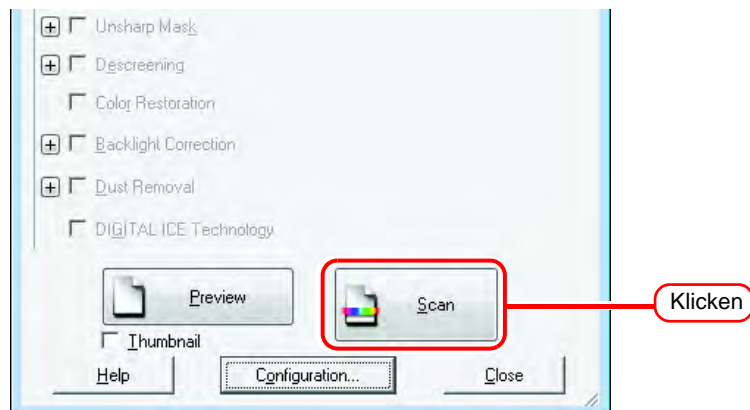 Unsharp Mask
Descreening
Color Restoration
Backlight Correction
Dust Removal
DIGITAL ICE Technology
Preview
Scan
Klicken
Thumbnail
Help
Configuration...
Close